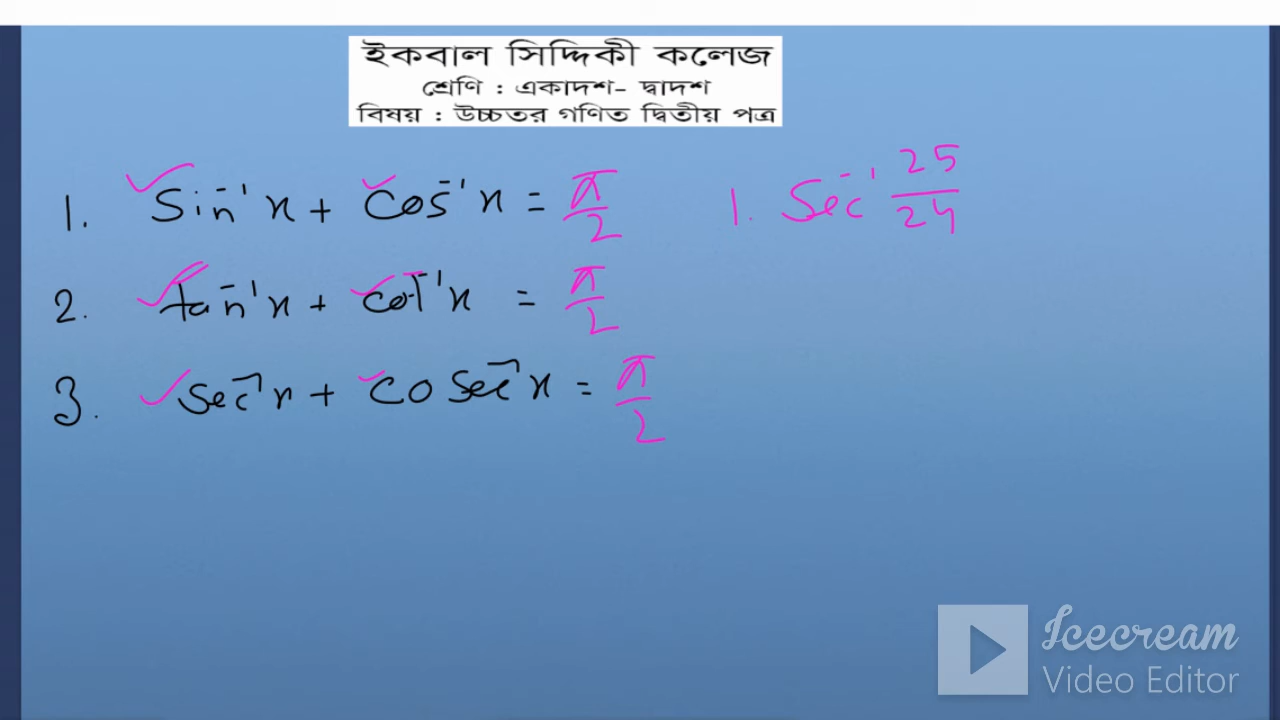 ইকবাল সিদ্দিকী কলেজ
শ্রেণি : একাদশ- দ্বাদশ
বিষয় : উচ্চতর গণিত দ্বিতীয় পত্র
1. Sin⁻¹x + Cos⁻¹x = π/2
2. tan⁻¹x + cot⁻¹x = π/2
3. Sec⁻¹x + CoSec⁻¹x = π/2
1. Sec⁻¹ 25/24
Icecream
Video Editor